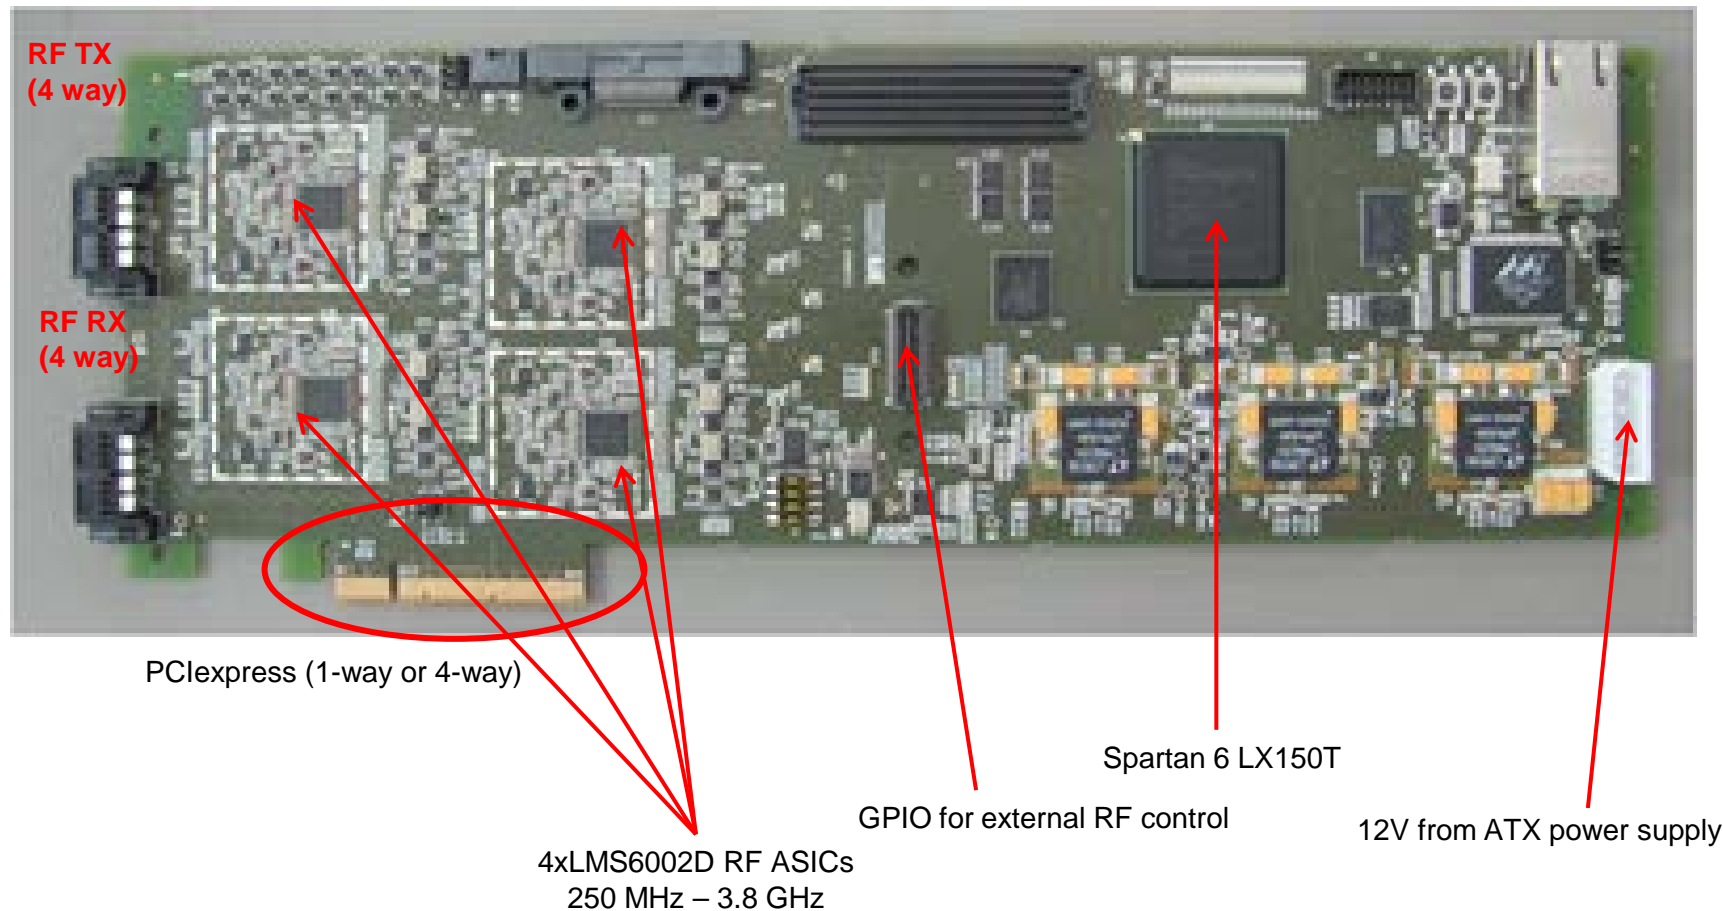 RF TX
(4 way)
RF RX
(4 way)
PCIexpress (1-way or 4-way)
Spartan 6 LX150T
GPIO for external RF control
12V from ATX power supply
4xLMS6002D RF ASICs
250 MHz – 3.8 GHz